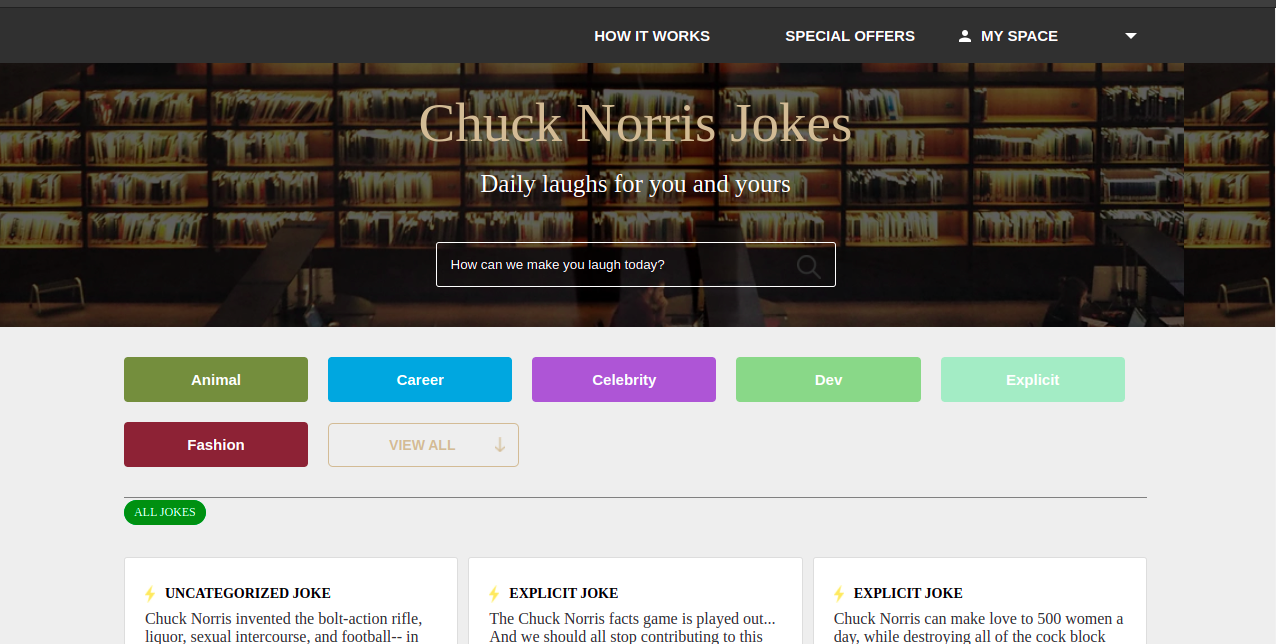 HOW IT WORKS
SPECIAL OFFERS
MY SPACE
Chuck Norris Jokes
Daily laughs for you and yours
How can we make you laugh today?
Animal
Career
Celebrity
Dev
Explicit
Fashion
VIEW ALL
ALL JOKES
UNCATEGORIZED JOKE
Chuck Norris invented the bolt-action rifle,
liquor, sexual intercourse, and football-- in
EXPLICIT JOKE
The Chuck Norris facts game is played out...
And we should all stop contributing to this
EXPLICIT JOKE
Chuck Norris can make love to 500 women a
day, while destroying all of the cock block